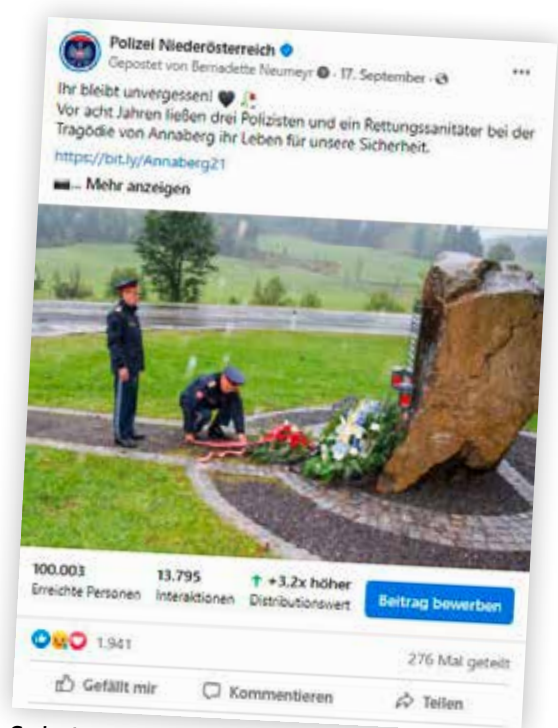 Polizei Niederösterreich
Gepostet von Bernadette Neumeyr · 17. September ·
Ihr bleibt unvergessen!
Vor acht Jahren ließen drei Polizisten und ein Rettungssanitäter bei der
Tragödie von Annaberg ihr Leben für unsere Sicherheit.
https://bit.ly/Annaberg21
... Mehr anzeigen
100.003
Erreichte Personen
13.795
Interaktionen
+3,2x höher
Distributionswert
Beitrag bewerben
1.941
276 Mal geteilt
Gefällt mir
Kommentieren
Teilen